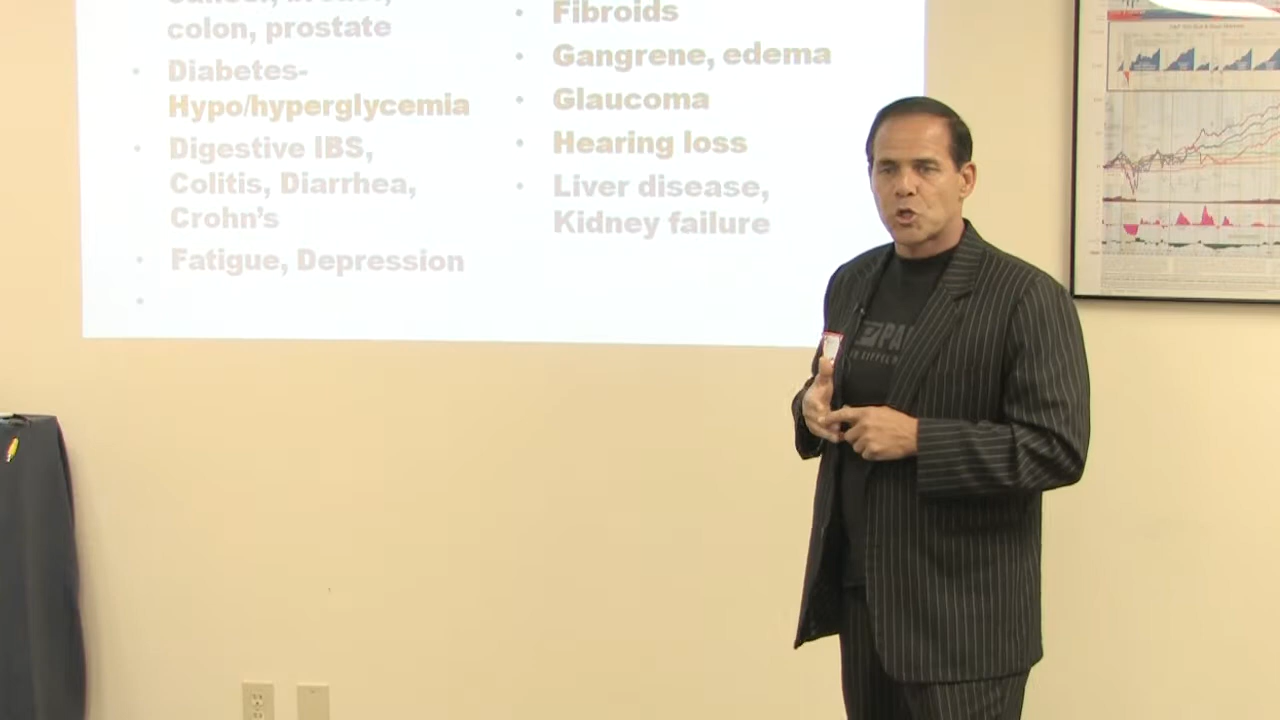 colon, prostate
• Diabetes-
Hypo/hyperglycemia
• Digestive IBS,
Colitis, Diarrhea,
Crohn's
• Fatigue, Depression
•
• Fibroids
• Gangrene, edema
• Glaucoma
• Hearing loss
• Liver disease,
Kidney failure